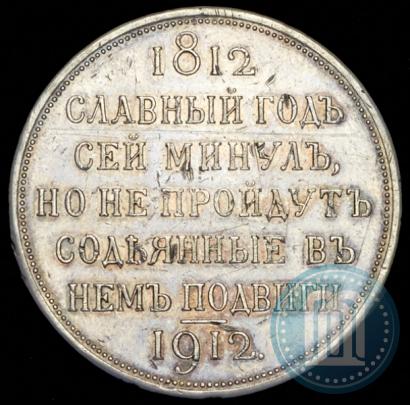 1812
СЛАВНЫЙ ГОДЪ
СЕЙ МИНУЛЪ,
НО НЕ ПРОЙДУТЪ
СОДѢЯННЫЕ ВЪ
НЕМЪ ПОДВИГИ
1912.